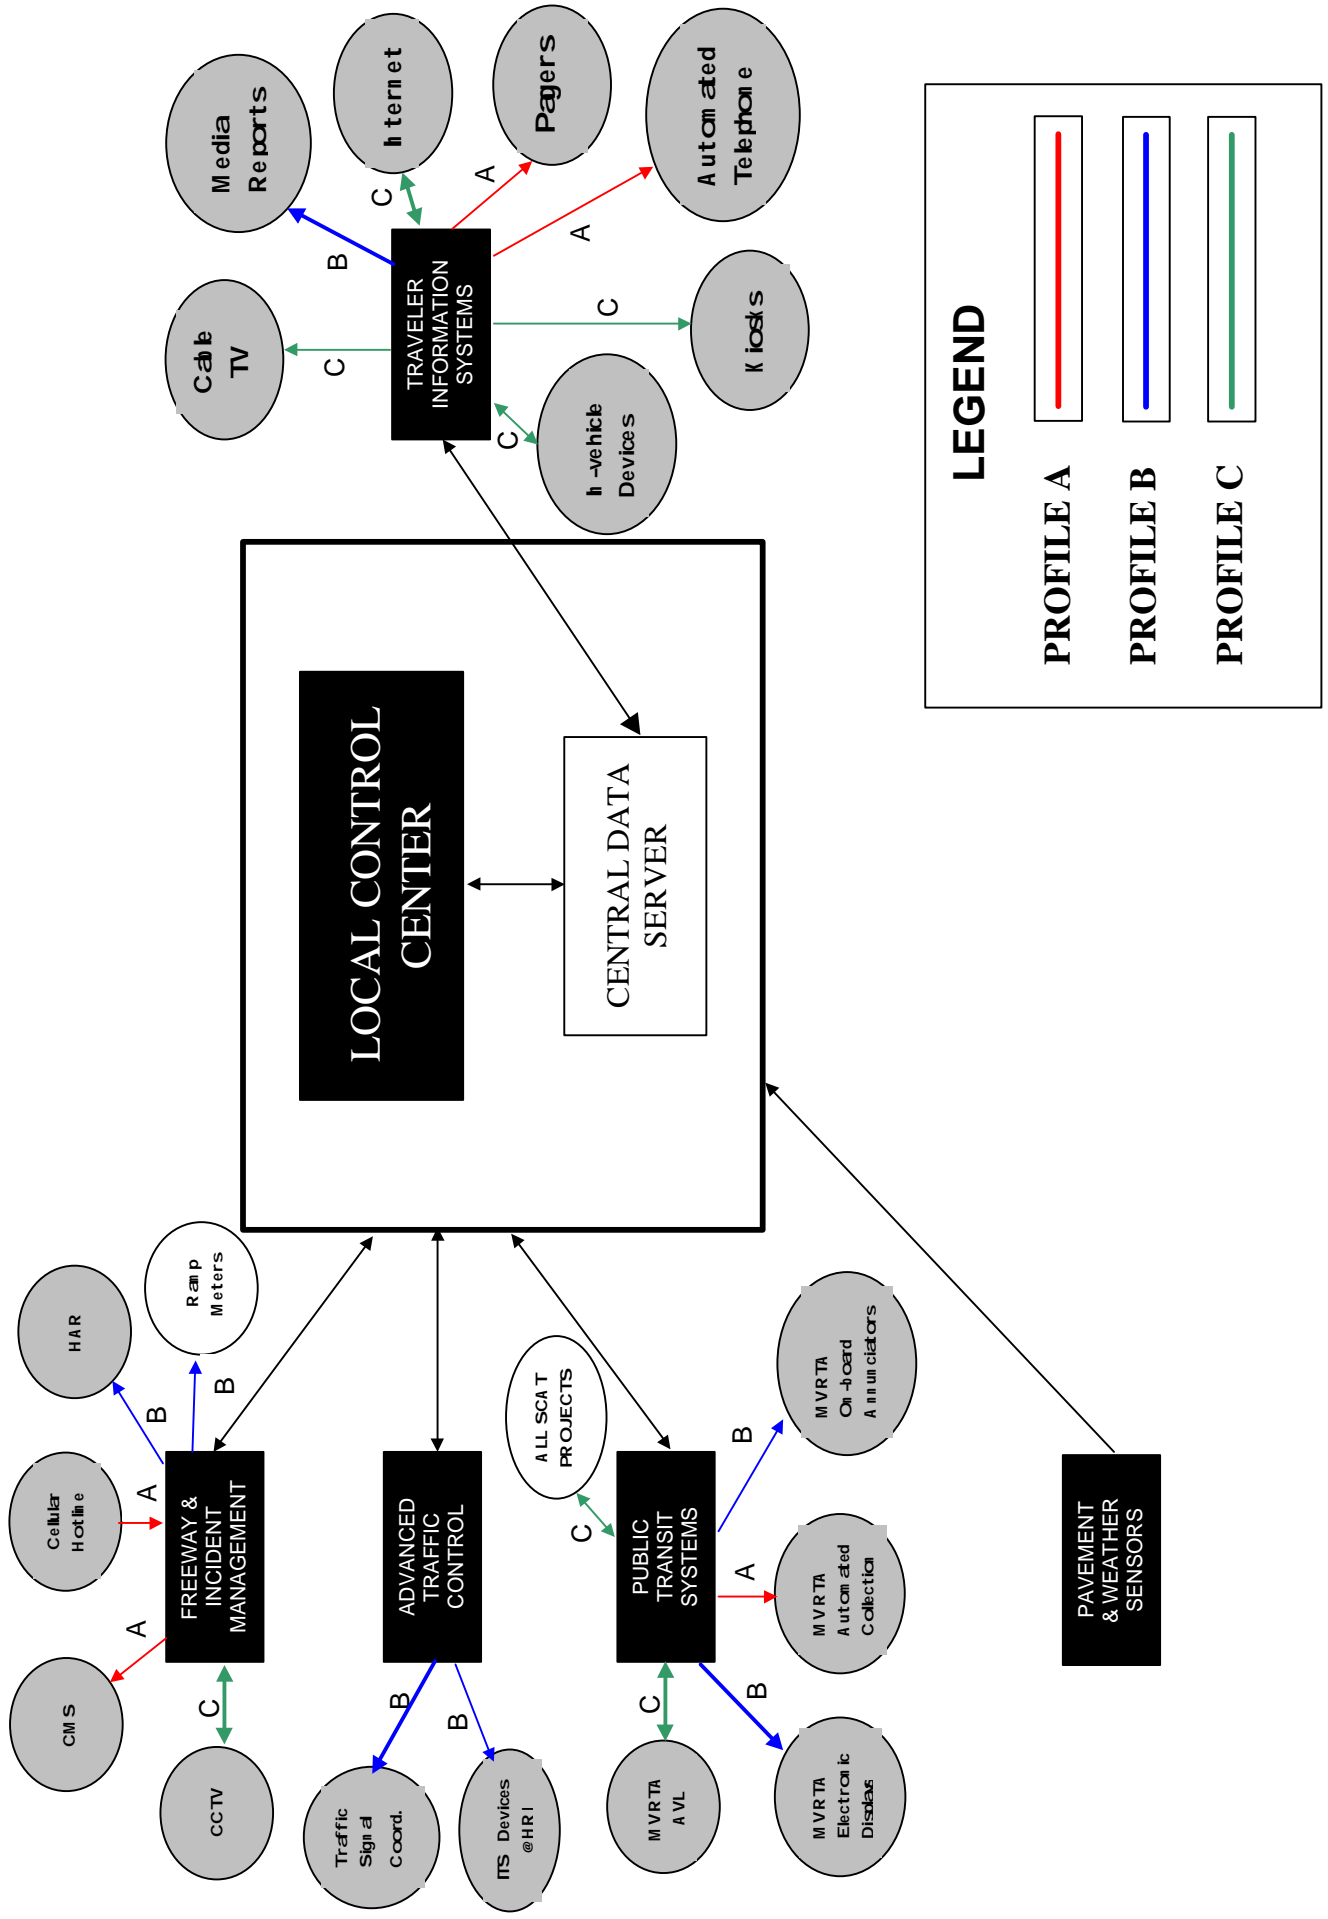 CMS
A
Cellular
Hotline
A
HAR
B
Ramp
Meters
B
CCTV
C
FREEWAY &
INCIDENT
MANAGEMENT
Traffic
Signal
Coord.
B
ITS Devices
@HRI
B
ADVANCED
TRAFFIC
CONTROL
ALL SCAT
PROJECTS
C
MVRTA
AVL
C
PUBLIC
TRANSIT
SYSTEMS
MVRTA
Electronic
Displays
B
MVRTA
Automated
Collection
A
MVRTA
On-board
Annunciators
B
PAVEMENT
& WEATHER
SENSORS
LOCAL CONTROL
CENTER
CENTRAL DATA
SERVER
Cable
TV
C
Media
Reports
B
Internet
C
Pagers
A
Automated
Telephone
A
TRAVELER
INFORMATION
SYSTEMS
In-vehicle
Devices
C
Kiosks
C
LEGEND
PROFILE A
PROFILE B
PROFILE C